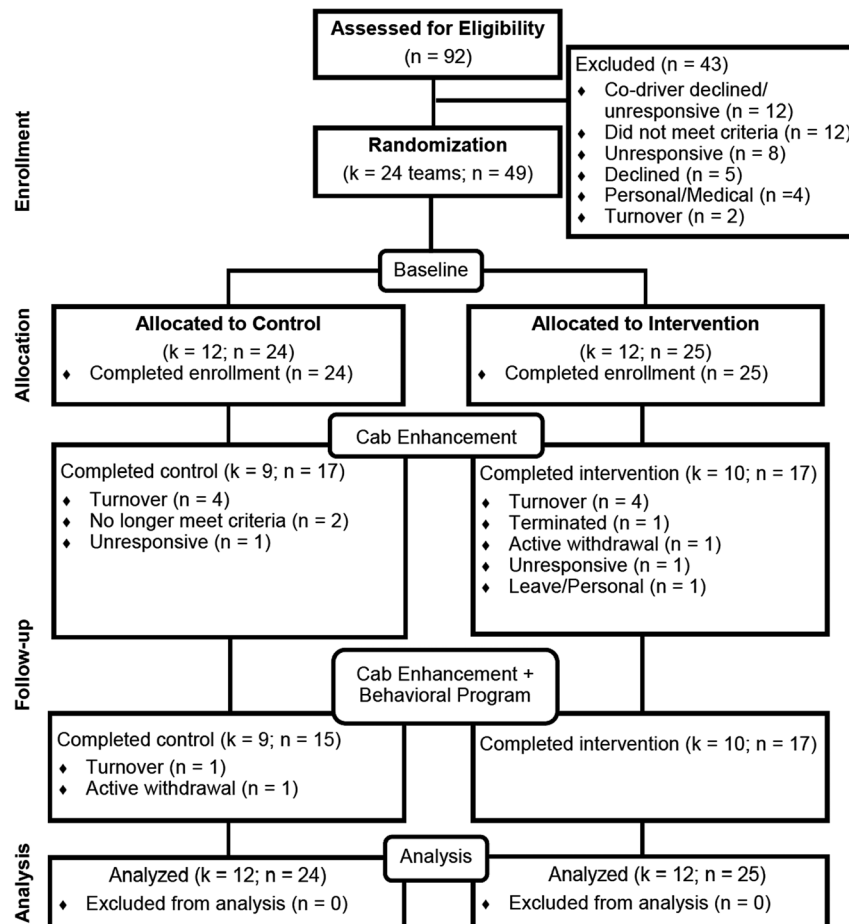 Assessed for Eligibility
(n = 92)
Excluded (n = 43)
♦ Co-driver declined/
unresponsive (n = 12)
♦ Did not meet criteria (n = 12)
♦ Unresponsive (n = 8)
♦ Declined (n = 5)
♦ Personal/Medical (n =4)
♦ Turnover (n = 2)
Enrollment
Randomization
(k = 24 teams; n = 49)
Baseline
Allocation
Allocated to Control
(k = 12; n = 24)
♦ Completed enrollment (n = 24)
Allocated to Intervention
(k = 12; n = 25)
♦ Completed enrollment (n = 25)
Cab Enhancement
Follow-up
Completed control (k = 9; n = 17)
♦ Turnover (n = 4)
♦ No longer meet criteria (n = 2)
♦ Unresponsive (n = 1)
Completed intervention (k = 10; n = 17)
♦ Turnover (n = 4)
♦ Terminated (n = 1)
♦ Active withdrawal (n = 1)
♦ Unresponsive (n = 1)
♦ Leave/Personal (n = 1)
Cab Enhancement +
Behavioral Program
Completed control (k = 9; n = 15)
♦ Turnover (n = 1)
♦ Active withdrawal (n = 1)
Completed intervention (k = 10; n = 17)
Analysis
Analysis
Analyzed (k = 12; n = 24)
♦ Excluded from analysis (n = 0)
Analyzed (k = 12; n = 25)
♦ Excluded from analysis (n = 0)